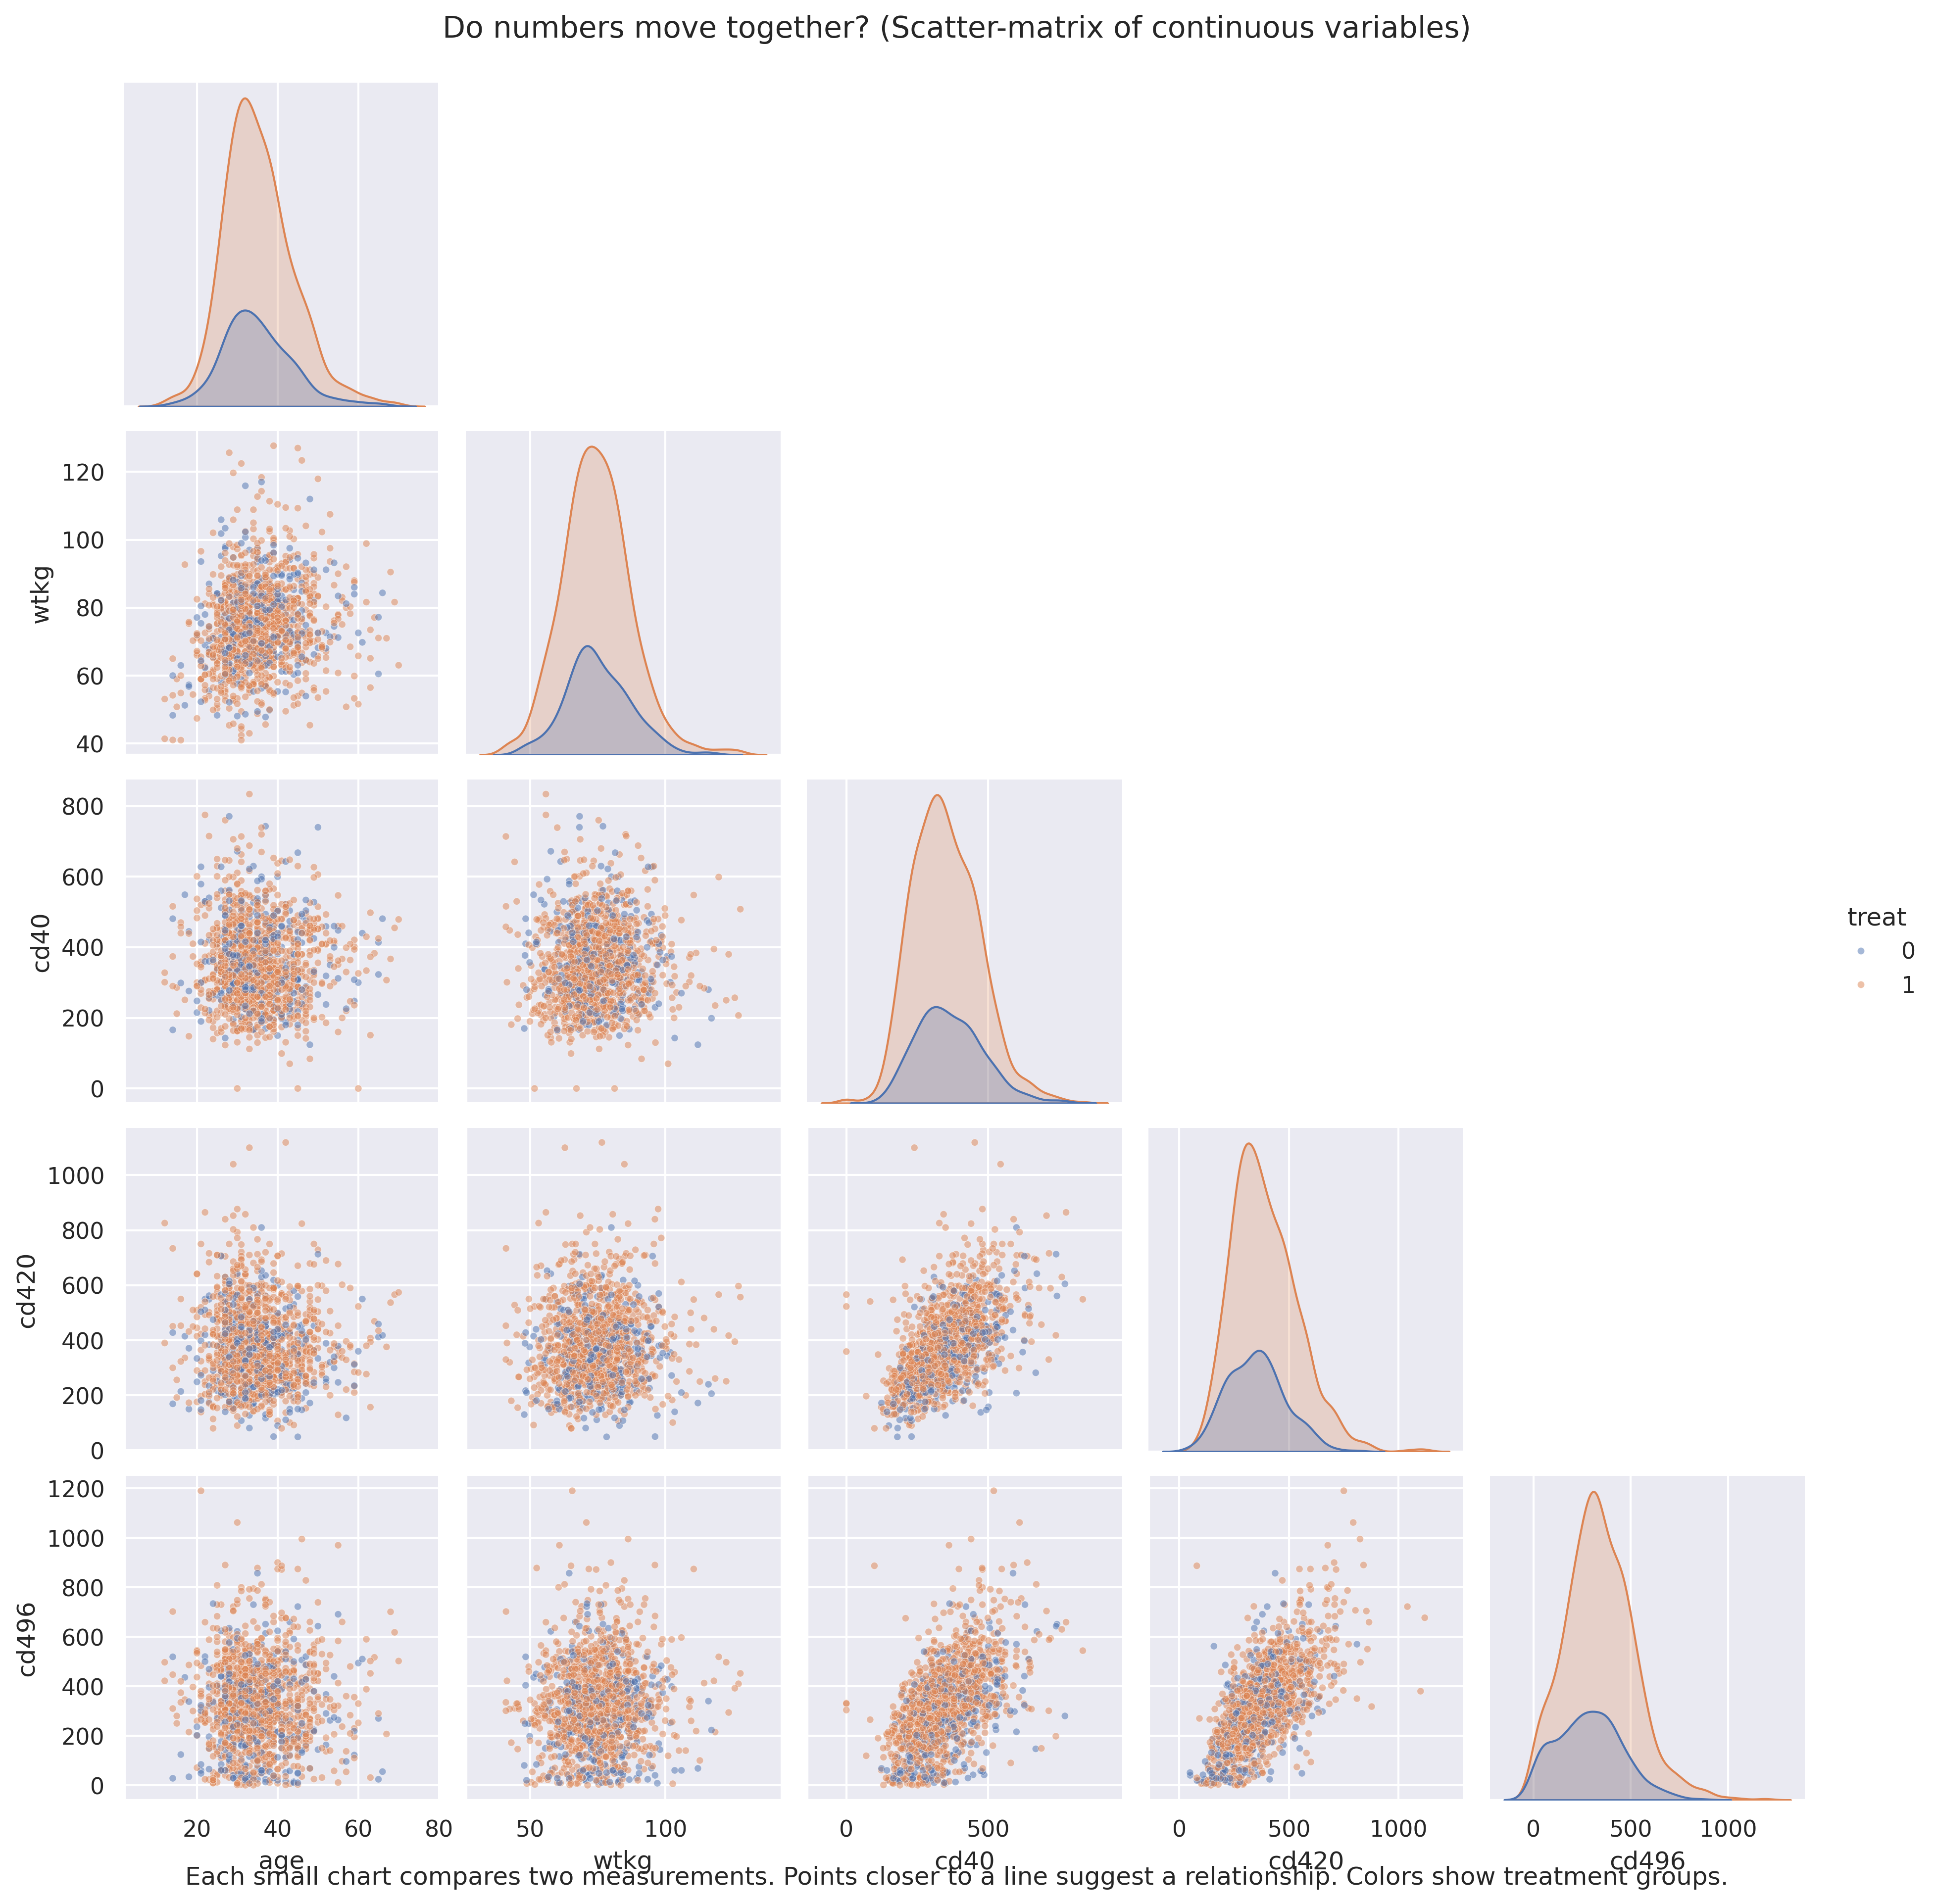 Do numbers move together? (Scatter-matrix of continuous variables)
120
100
80
60
40
wtkg
800
600
400
200
0
cd40
treat
0
1
1000
800
600
400
200
0
cd420
1200
1000
800
600
400
200
0
cd496
20 40 60 80 50 100 0 500 0 500 1000 0 500 1000
age wtkg cd40 cd420 cd496
Each small chart compares two measurements. Points closer to a line suggest a relationship. Colors show treatment groups.